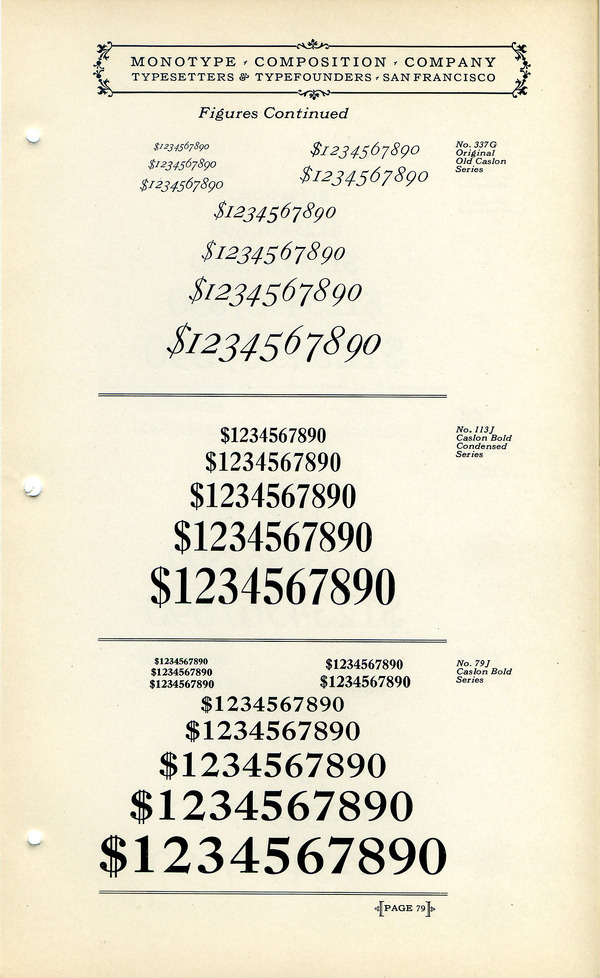 MONOTYPE · COMPOSITION · COMPANY
TYPESETTERS & TYPEFOUNDERS · SAN FRANCISCO
Figures Continued
$1234567890
$1234567890
$1234567890
$1234567890
$1234567890
No. 337G
Original
Old Caslon
Series
$1234567890
$1234567890
$1234567890
$1234567890
No. 113J
Caslon Bold
Condensed
Series
$1234567890
$1234567890
$1234567890
$1234567890
$1234567890
No. 79J
Caslon Bold
Series
$1234567890
$1234567890
$1234567890
$1234567890
$1234567890
$1234567890
$1234567890
$1234567890
$1234567890
$1234567890
PAGE 79